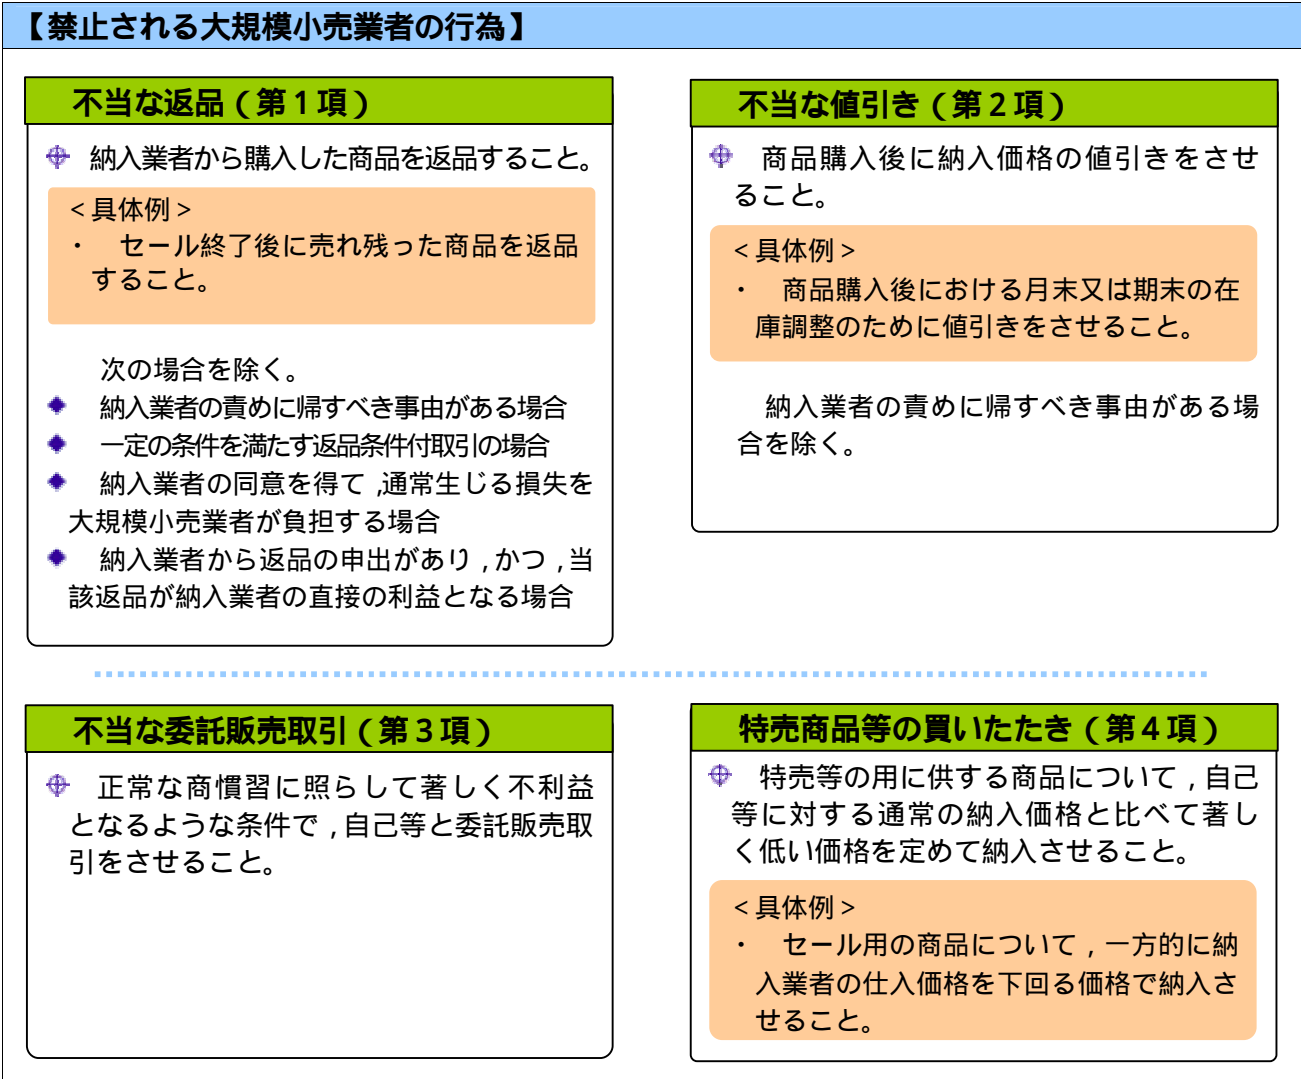 【禁止される大規模小売業者の行為】
不当な返品(第1項)
納入業者から購入した商品を返品すること。
<具体例>
・ セール終了後に売れ残った商品を返品
すること。
次の場合を除く。
納入業者の責めに帰すべき事由がある場合
一定の条件を満たす返品条件付取引の場合
納入業者の同意を得て,通常生じる損失を
大規模小売業者が負担する場合
納入業者から返品の申出があり,かつ,当
該返品が納入業者の直接の利益となる場合
不当な値引き(第2項)
商品購入後に納入価格の値引きをさせ
ること。
<具体例>
・ 商品購入後における月末又は期末の在
庫調整のために値引きをさせること。
納入業者の責めに帰すべき事由がある場
合を除く。
不当な委託販売取引(第3項)
正常な商慣習に照らして著しく不利益
となるような条件で,自己等と委託販売取
引をさせること。
特売商品等の買いたたき(第4項)
特売等の用に供する商品について,自己
等に対する通常の納入価格と比べて著し
く低い価格を定めて納入させること。
<具体例>
・ セール用の商品について,一方的に納
入業者の仕入価格を下回る価格で納入さ
せること。